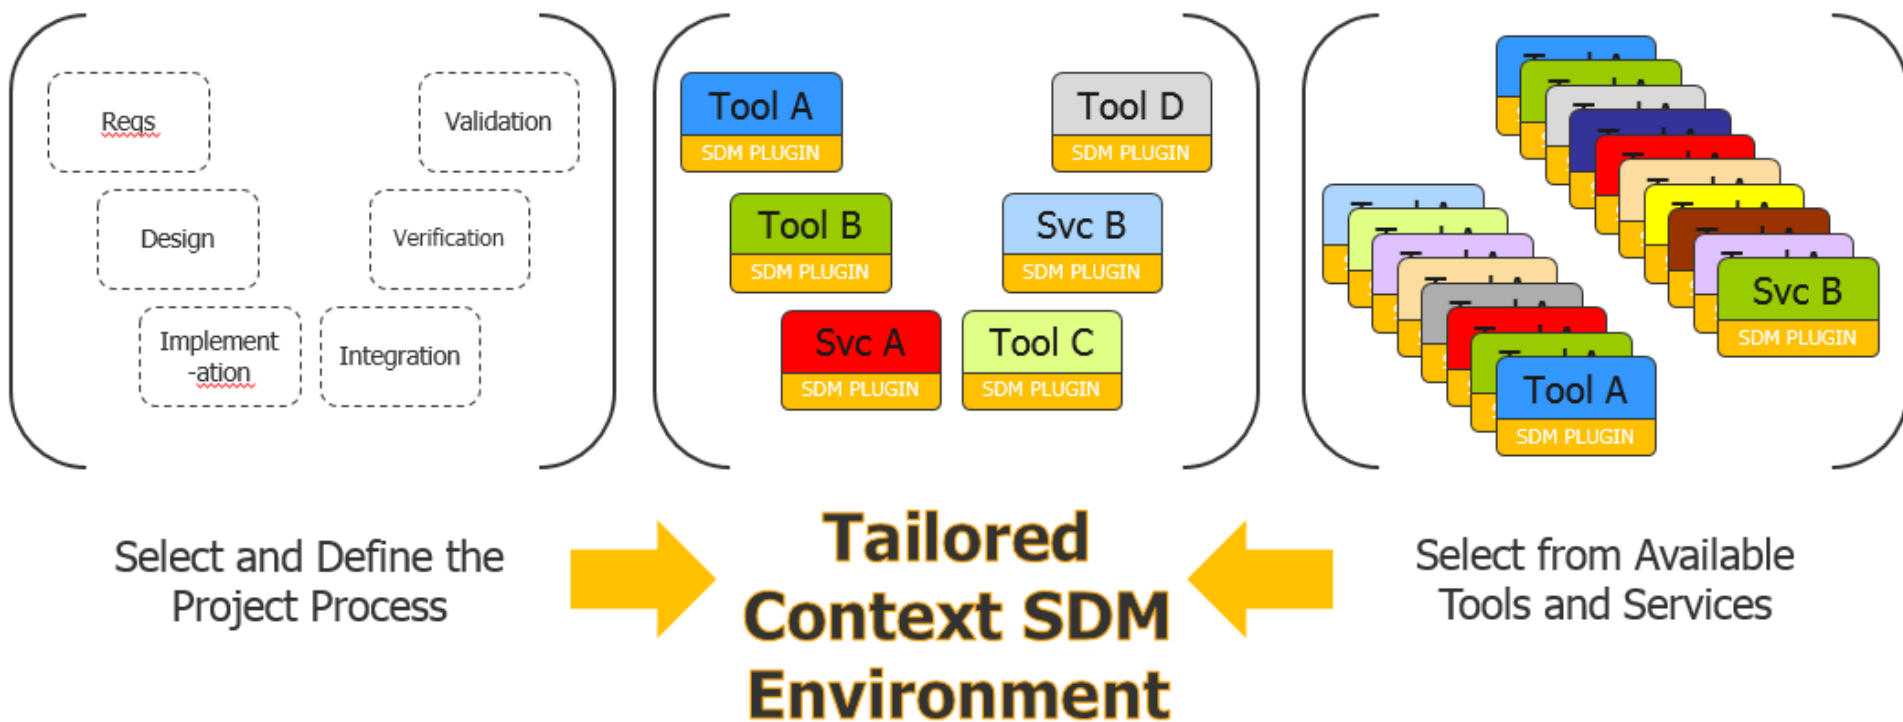 Reqs
Validation
Design
Verification
Implement
-ation
Integration
Tool A
SDM PLUGIN
Tool D
SDM PLUGIN
Tool B
SDM PLUGIN
Svc B
SDM PLUGIN
Svc A
SDM PLUGIN
Tool C
SDM PLUGIN
Svc B
SDM PLUGIN
Tool A
SDM PLUGIN
Select and Define the
Project Process
Tailored
Context SDM
Environment
Select from Available
Tools and Services